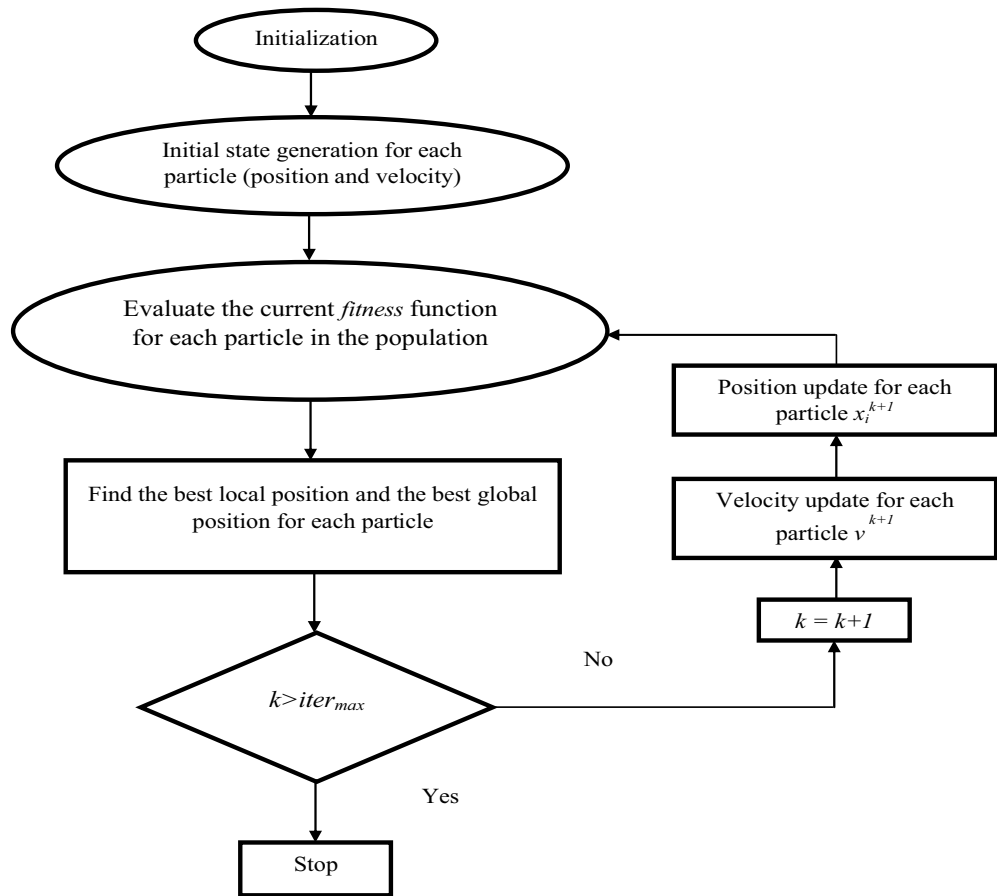 Initialization
Initial state generation for each
particle (position and velocity)
Evaluate the current fitness function
for each particle in the population
Find the best local position and the best global
position for each particle
k>iter_max
No
Yes
Stop
k = k+1
Velocity update for each
particle v^{k+1}
Position update for each
particle x_i^{k+1}